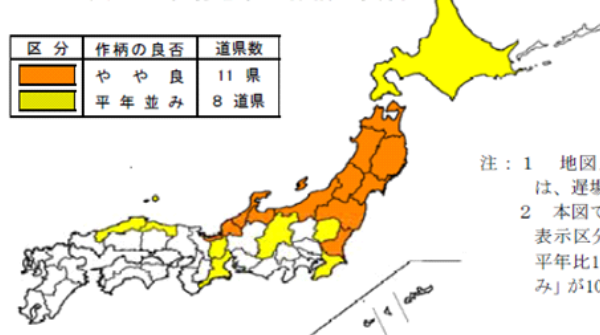 区 分 作柄の良否 道県数
や や 良 11 県
平年並み 8 道県
注：1 地図
は、遅場
2 本図で
表示区分
平年比1
み」が10